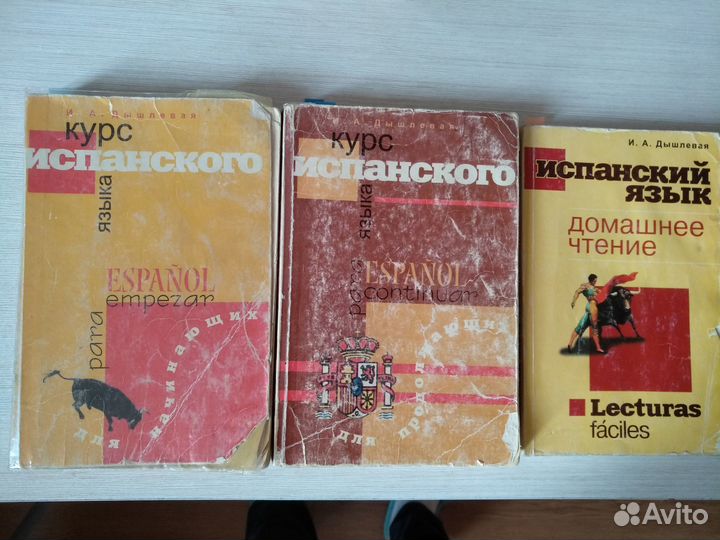 И. А. Дышлевая
курс
испанского
языка
para
ESPAÑOL
empezar
для начинающих
И. А. Дышлевая
курс
испанского
языка
para
ESPAÑOL
continuar
для продолжающих
И. А. Дышлевая
испанский
язык
домашнее
чтение
Lecturas
fáciles
Avito